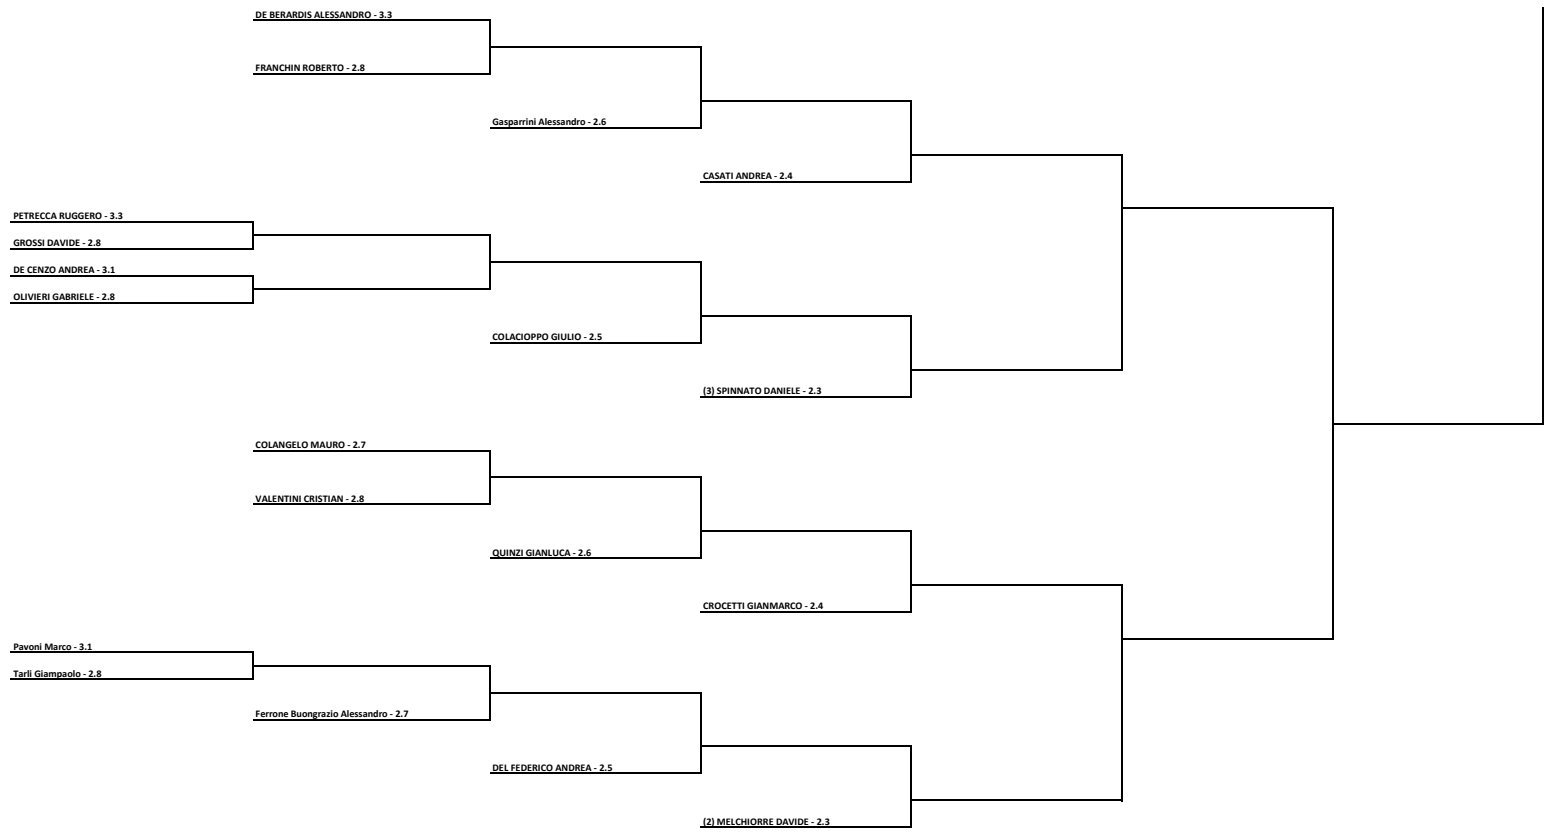 DE BERARDIS ALESSANDRO - 3.3
FRANCHIN ROBERTO - 2.8
Gasparrini Alessandro - 2.6
CASATI ANDREA - 2.4
PETRECCA RUGGERO - 3.3
GROSSI DAVIDE - 2.8
DE CENZO ANDREA - 3.1
OLIVIERI GABRIELE - 2.8
COLACIOPPO GIULIO - 2.5
(3) SPINNATO DANIELE - 2.3
COLANGELO MAURO - 2.7
VALENTINI CRISTIAN - 2.8
QUINZI GIANLUCA - 2.6
CROCETTI GIANMARCO - 2.4
Pavoni Marco - 3.1
Tarli Giampaolo - 2.8
Ferrone Buongrazio Alessandro - 2.7
DEL FEDERICO ANDREA - 2.5
(2) MELCHIORRE DAVIDE - 2.3